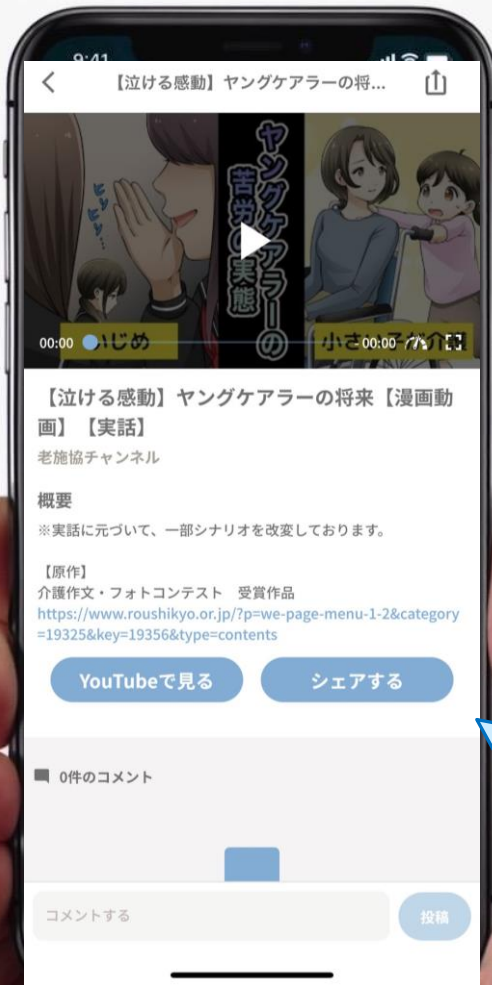 9:41
【泣ける感動】ヤングケアラーの将...
ヒソ…
ヒソ…
ヤングケアラーの
苦労の実態
いじめ
小さい子が介護
00:00
00:00
【泣ける感動】ヤングケアラーの将来【漫画動
画】【実話】
老施協チャンネル
概要
※実話に元づいて、一部シナリオを改変しております。
【原作】
介護作文・フォトコンテスト　受賞作品
https://www.roushikyo.or.jp/?p=we-page-menu-1-2&category
=19325&key=19356&type=contents
YouTubeで見る
シェアする
0件のコメント
コメントする
投稿